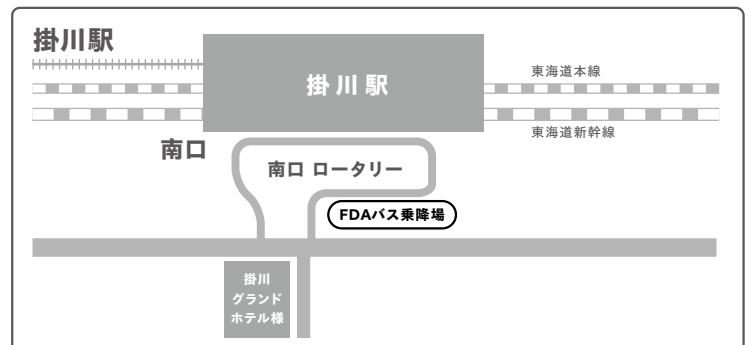 掛川駅
掛川駅
東海道本線
東海道新幹線
南口
南口 ロータリー
FDAバス乗降場
掛川
グランド
ホテル様